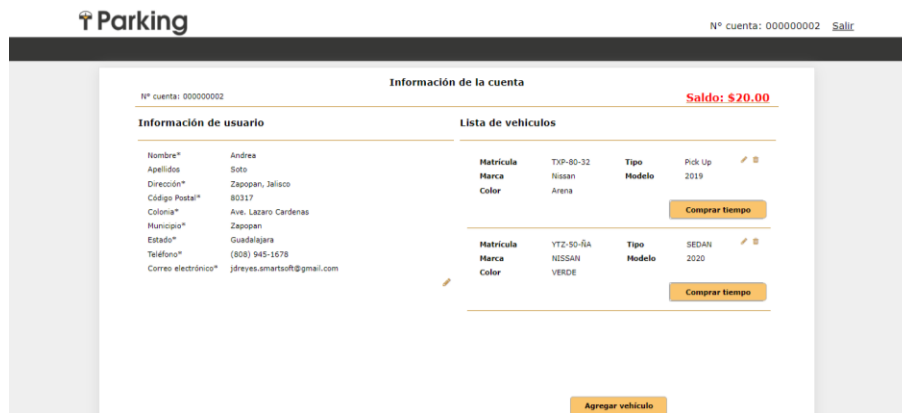 Parking
N° cuenta: 000000002 Salir
Información de la cuenta
N° cuenta: 000000002
Saldo: $20.00
Información de usuario
Nombre* Andrea
Apellidos Soto
Dirección* Zapopan, Jalisco
Código Postal* 80317
Colonia* Ave. Lazaro Cardenas
Municipio* Zapopan
Estado* Guadalajara
Teléfono* (808) 945-1678
Correo electrónico* jdreyes.smartsoft@gmail.com
Lista de vehiculos
Matrícula TXP-80-32 Tipo Pick Up
Marca Nissan Modelo 2019
Color Arena
Comprar tiempo
Matrícula YTZ-50-ÑA Tipo SEDAN
Marca NISSAN Modelo 2020
Color VERDE
Comprar tiempo
Agregar vehículo